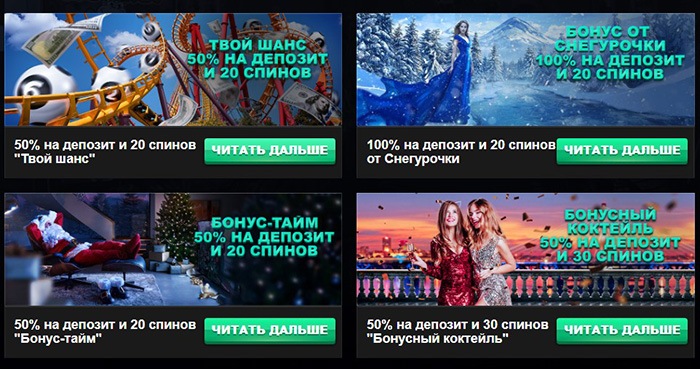 ТВОЙ ШАНС
50% НА ДЕПОЗИТ
И 20 СПИНОВ
50% на депозит и 20 спинов
"Твой шанс"
ЧИТАТЬ ДАЛЬШЕ
БОНУС ОТ
СНЕГУРОЧКИ
100% НА ДЕПОЗИТ
И 20 СПИНОВ
100% на депозит и 20 спинов
от Снегурочки
ЧИТАТЬ ДАЛЬШЕ
БОНУС-ТАЙМ
50% НА ДЕПОЗИТ
И 20 СПИНОВ
50% на депозит и 20 спинов
"Бонус-тайм"
ЧИТАТЬ ДАЛЬШЕ
БОНУСНЫЙ
КОКТЕЙЛЬ
50% НА ДЕПОЗИТ
И 30 СПИНОВ
50% на депозит и 30 спинов
"Бонусный коктейль"
ЧИТАТЬ ДАЛЬШЕ